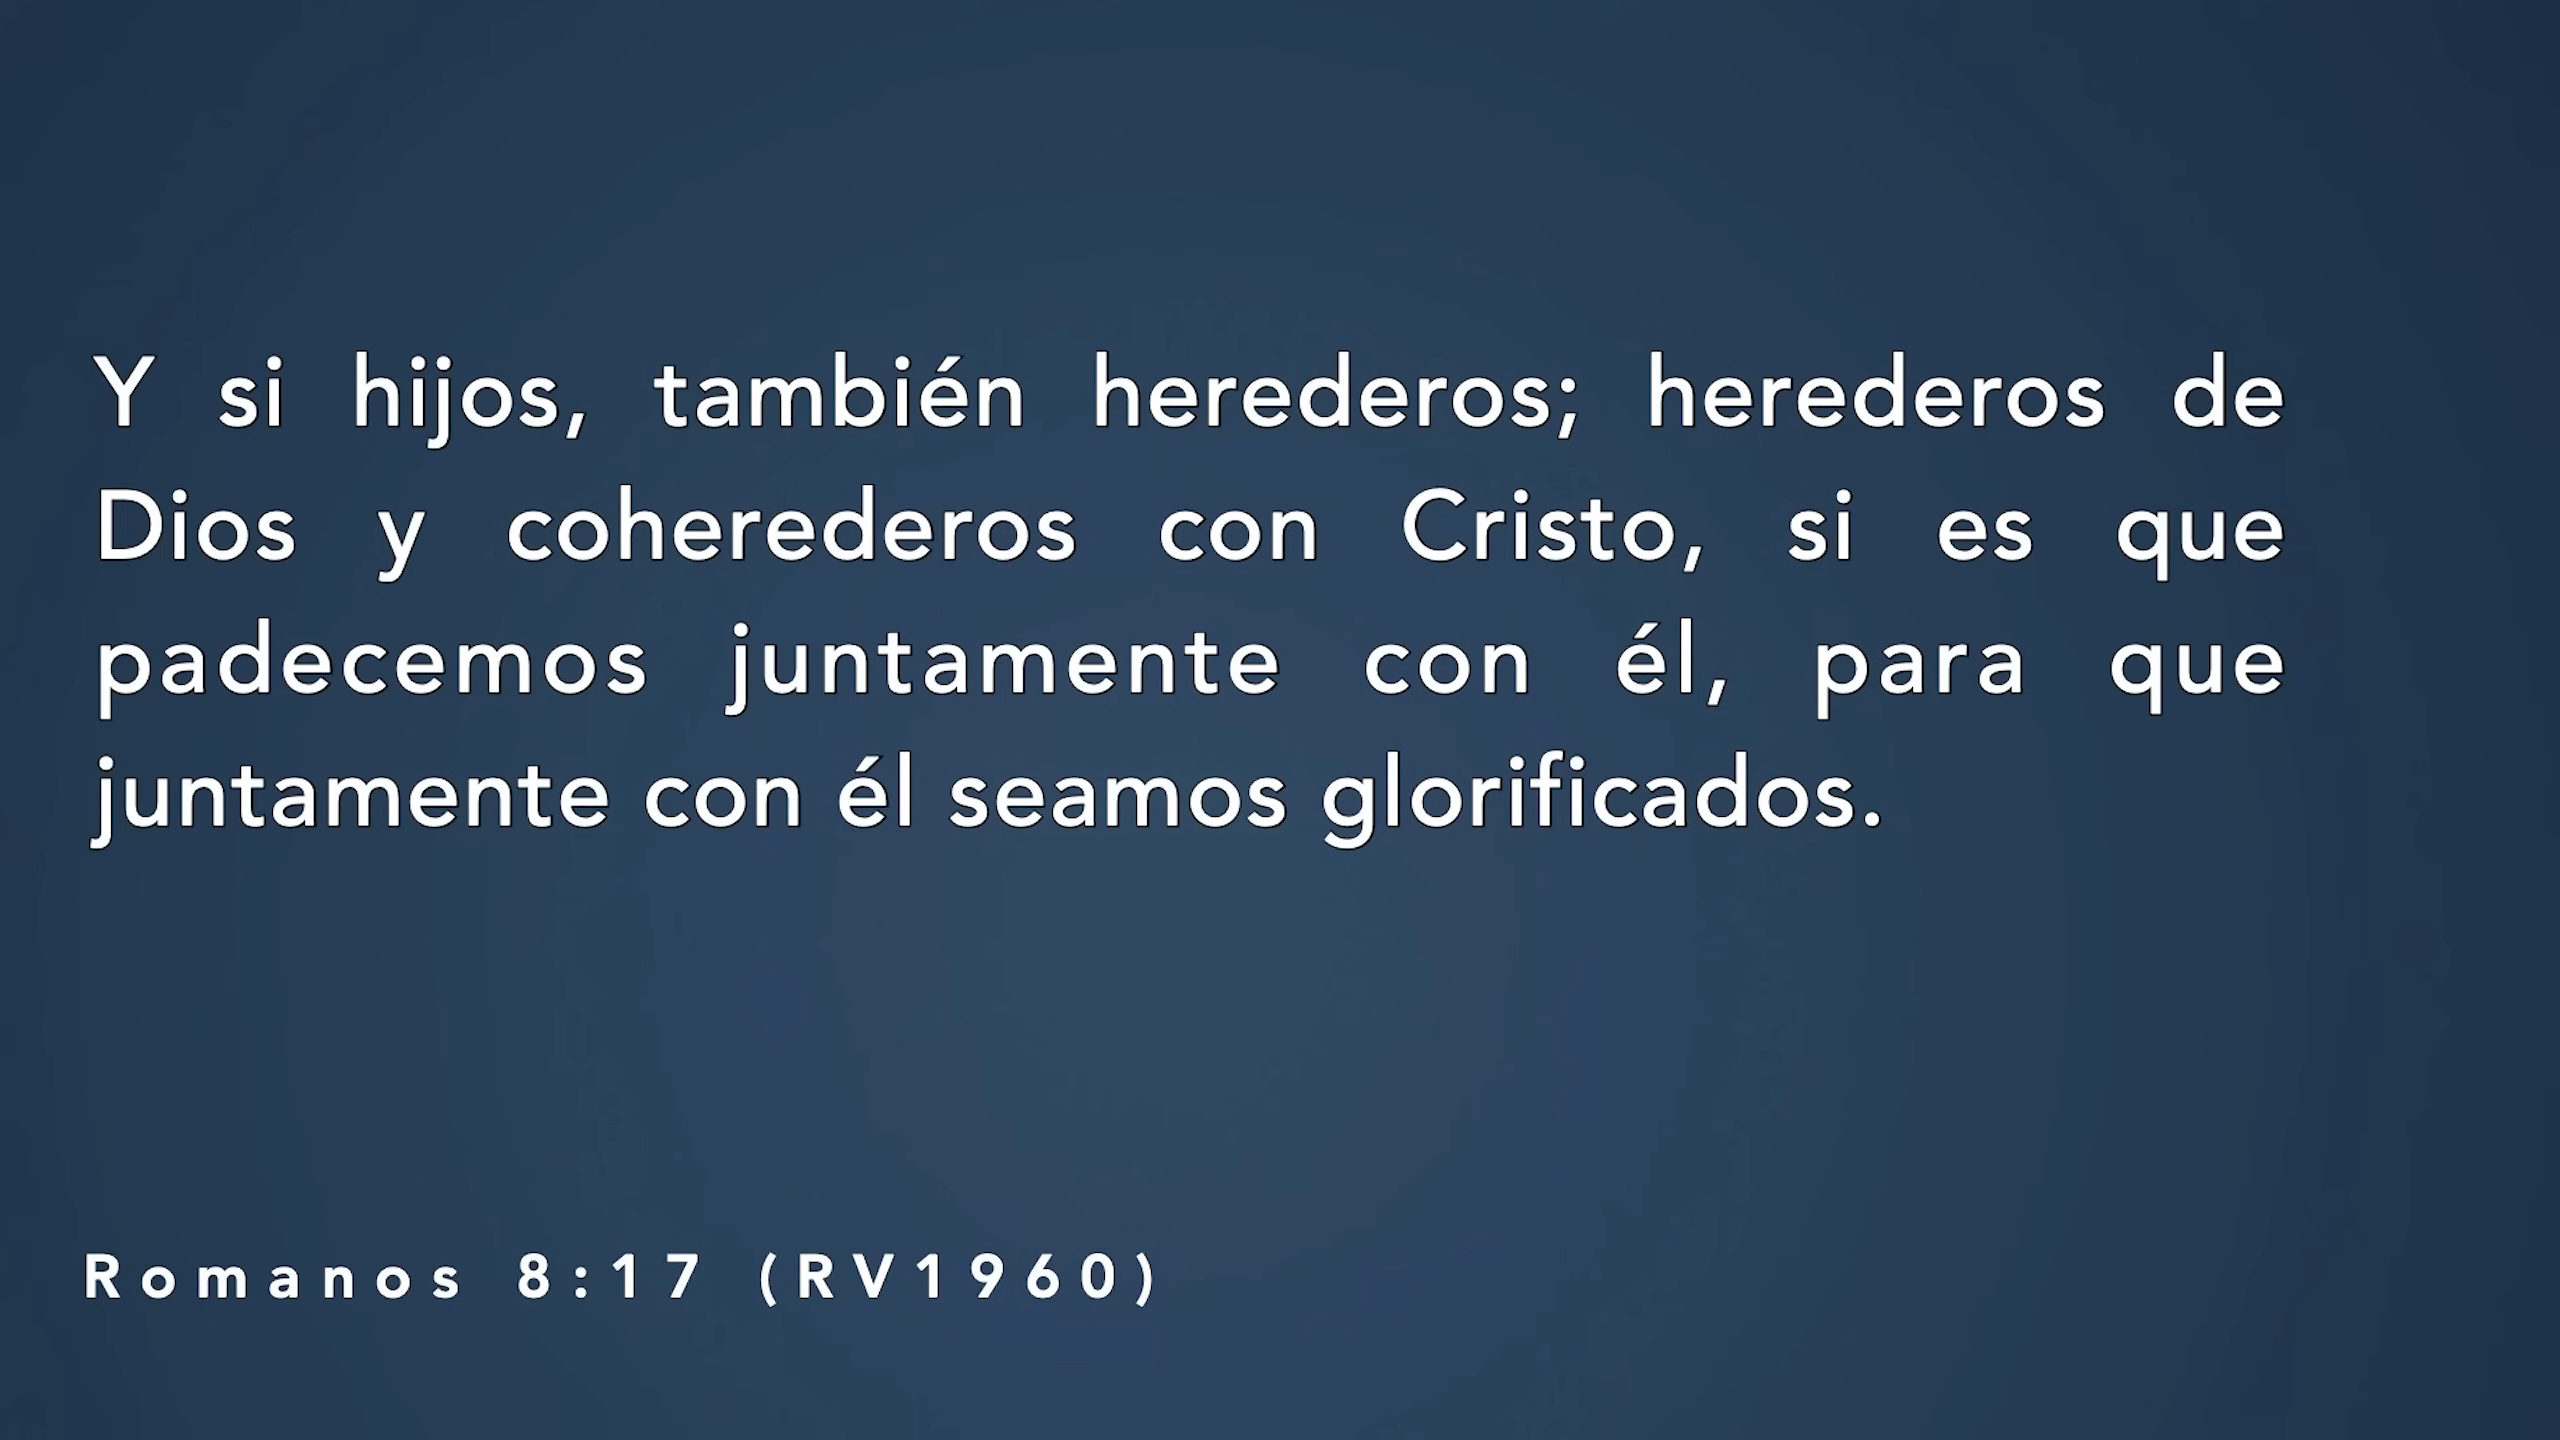 Y si hijos, también herederos; herederos de
Dios y coherederos con Cristo, si es que
padecemos juntamente con él, para que
juntamente con él seamos glorificados.
Romanos 8:17 (RV1960)